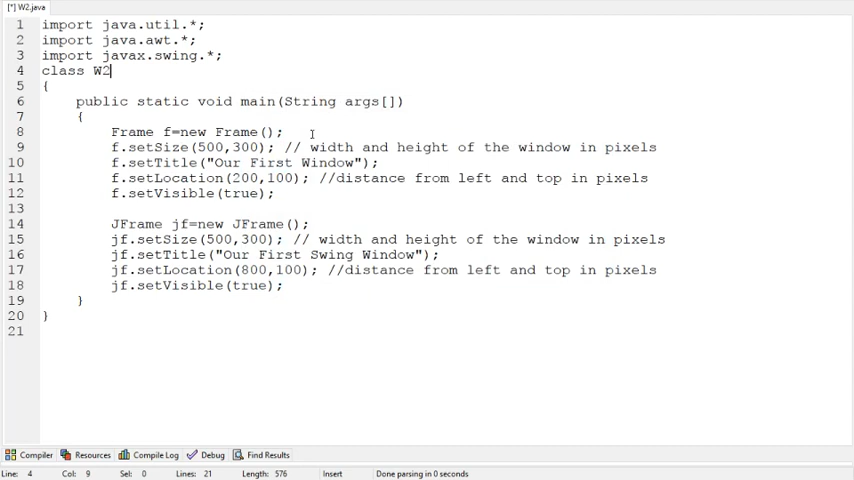 [*] W2.java
1 import java.util.*;
2 import java.awt.*;
3 import javax.swing.*;
4 class W2
5 {
6 public static void main(String args[])
7 {
8 Frame f=new Frame();
9 f.setSize(500,300); // width and height of the window in pixels
10 f.setTitle("Our First Window");
11 f.setLocation(200,100); //distance from left and top in pixels
12 f.setVisible(true);
13
14 JFrame jf=new JFrame();
15 jf.setSize(500,300); // width and height of the window in pixels
16 jf.setTitle("Our First Swing Window");
17 jf.setLocation(800,100); //distance from left and top in pixels
18 jf.setVisible(true);
19 }
20 }
21
Compiler Resources Compile Log Debug Find Results
Line: 4 Col: 9 Sel: 0 Lines: 21 Length: 576 Insert Done parsing in 0 seconds